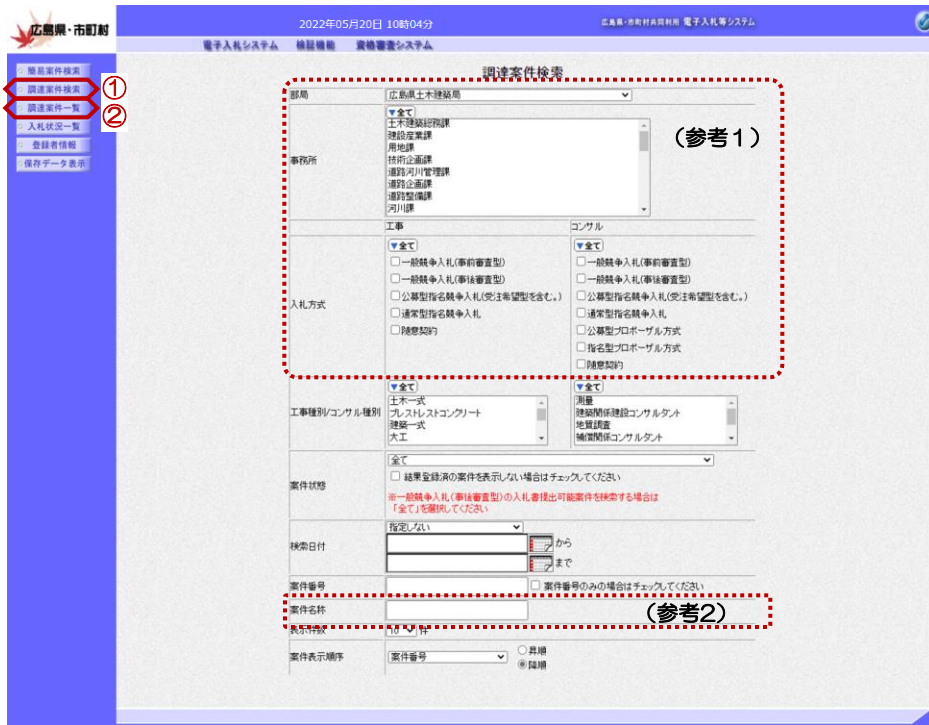 広島県・市町村
2022年05月20日 10時04分
広島県・市町村共同利用 電子入札等システム
電子入札システム 検証機能 資格審査システム
簡易案件検索
調達案件検索
①
調達案件一覧
②
入札状況一覧
登録者情報
保存データ表示
調達案件検索
部局
広島県土木建築局
事務所
▼全て
土木建築総務課
建設産業課
用地課
技術企画課
道路河川管理課
道路企画課
道路整備課
河川課
(参考1)
工事
コンサル
入札方式
▼全て
一般競争入札(事前審査型)
一般競争入札(事後審査型)
公募型指名競争入札(受注希望型を含む。)
通常型指名競争入札
随意契約
▼全て
一般競争入札(事前審査型)
一般競争入札(事後審査型)
公募型指名競争入札(受注希望型を含む。)
通常型指名競争入札
公募型プロポーザル方式
指名型プロポーザル方式
随意契約
工事種別/コンサル種別
▼全て
土木一式
プレストレストコンクリート
建築一式
大工
▼全て
測量
建築関係建設コンサルタント
地質調査
補償関係コンサルタント
案件状態
全て
結果登録済の案件を表示しない場合はチェックしてください
※一般競争入札(事後審査型)の入札書提出可能案件を検索する場合は
「全て」を選択してください
検索日付
指定しない
から
まで
案件番号
案件番号のみの場合はチェックしてください
案件名称
(参考2)
表示件数
10 件
案件表示順序
案件番号
昇順
降順